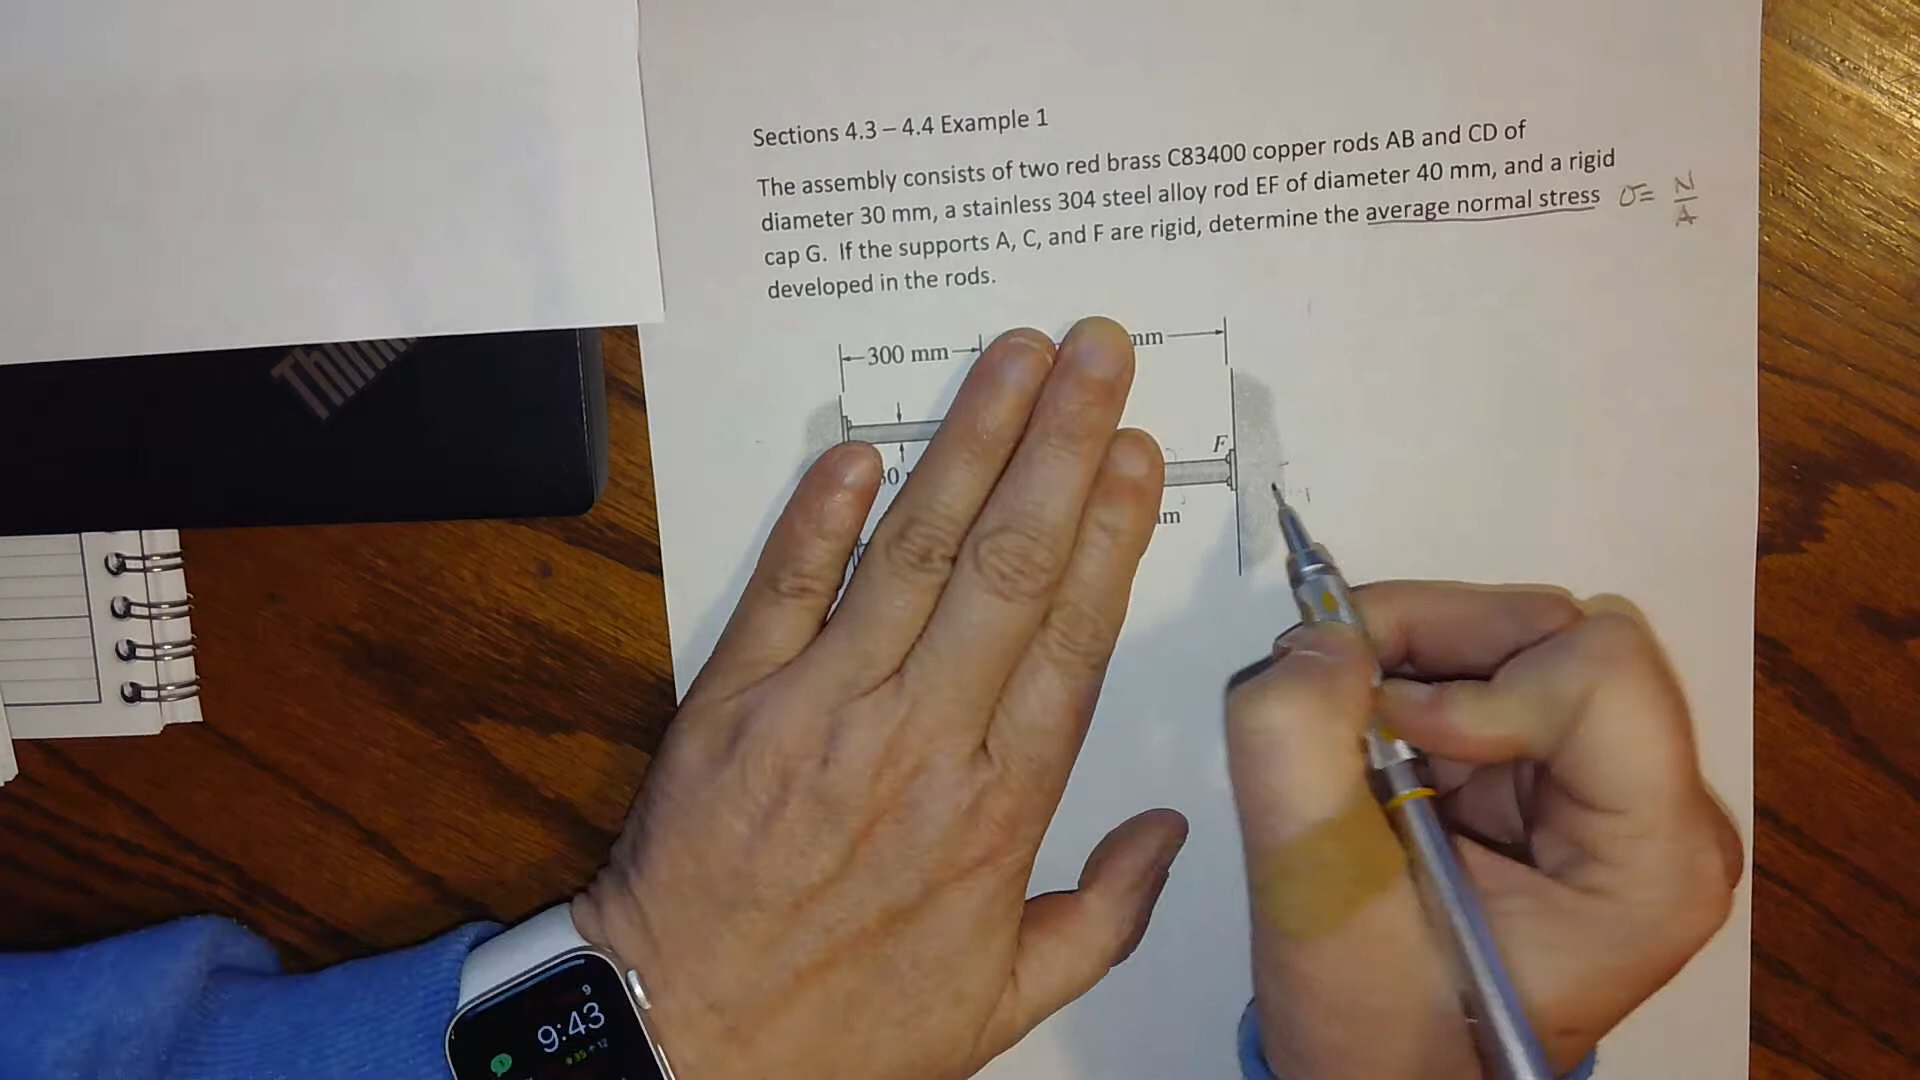 Sections 4.3 – 4.4 Example 1
The assembly consists of two red brass C83400 copper rods AB and CD of
diameter 30 mm, a stainless 304 steel alloy rod EF of diameter 40 mm, and a rigid
cap G. If the supports A, C, and F are rigid, determine the average normal stress
developed in the rods.
σ = N
A
300 mm
mm
F
9
9:43